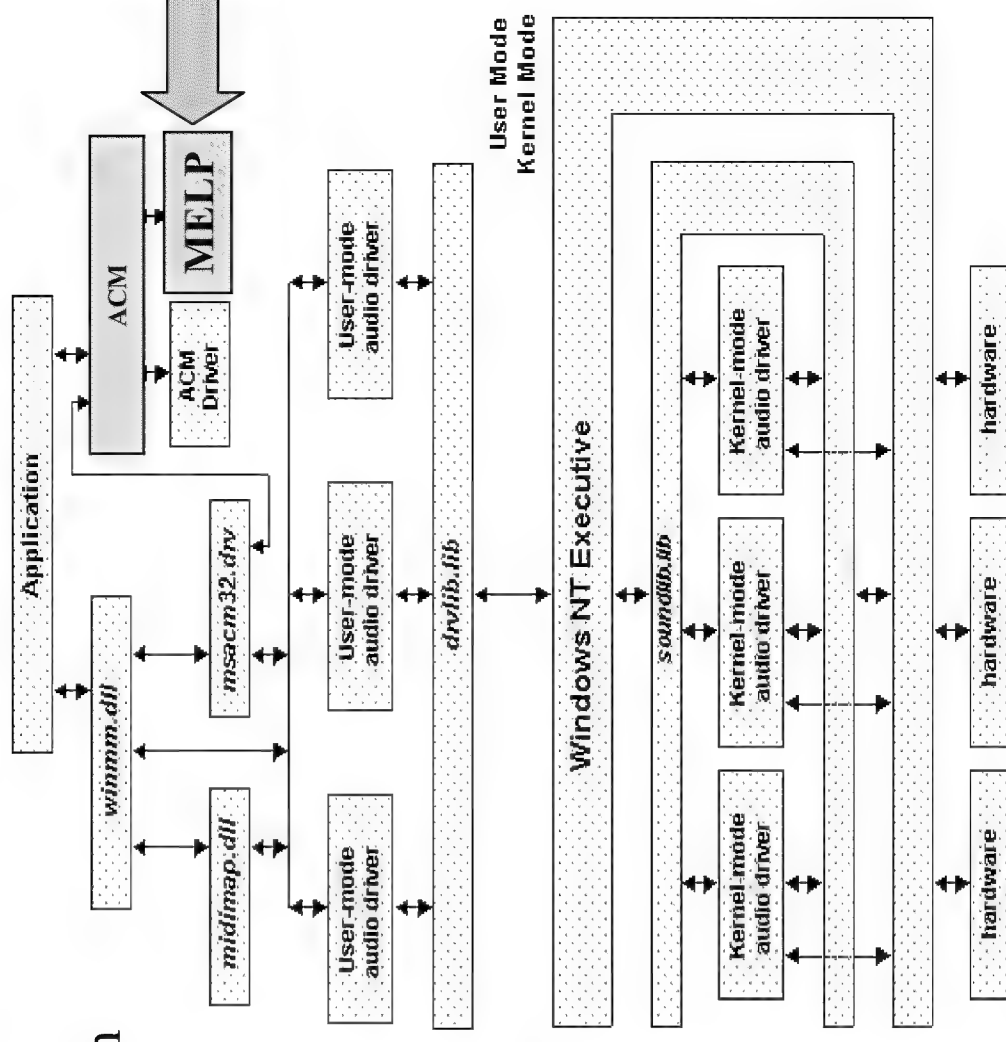 Application
winmm.dll
ACM
midimap.dll
msacm32.drv
ACM
Driver
MELP
User-mode
audio driver
User-mode
audio driver
User-mode
audio driver
drvlib.lib
User Mode
Kernel Mode
Windows NT Executive
soundlib.lib
Kernel-mode
audio driver
Kernel-mode
audio driver
Kernel-mode
audio driver
hardware
hardware
hardware